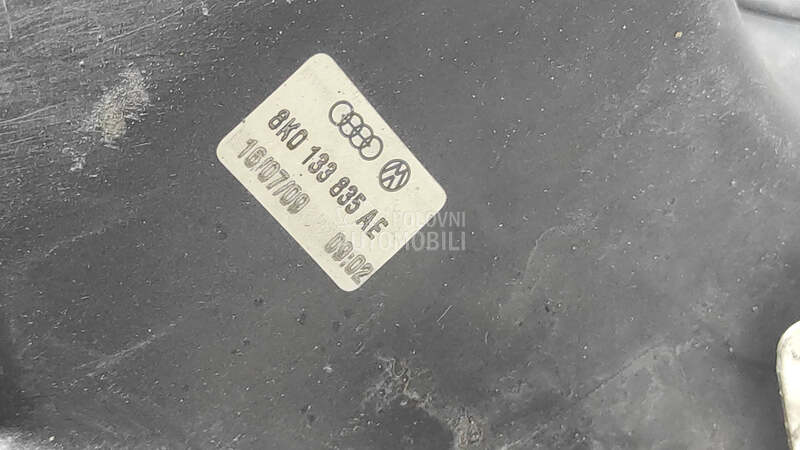 8K0 133 835 AE
16/07/09 09:02
POLOVNI
AUTOMOBILI